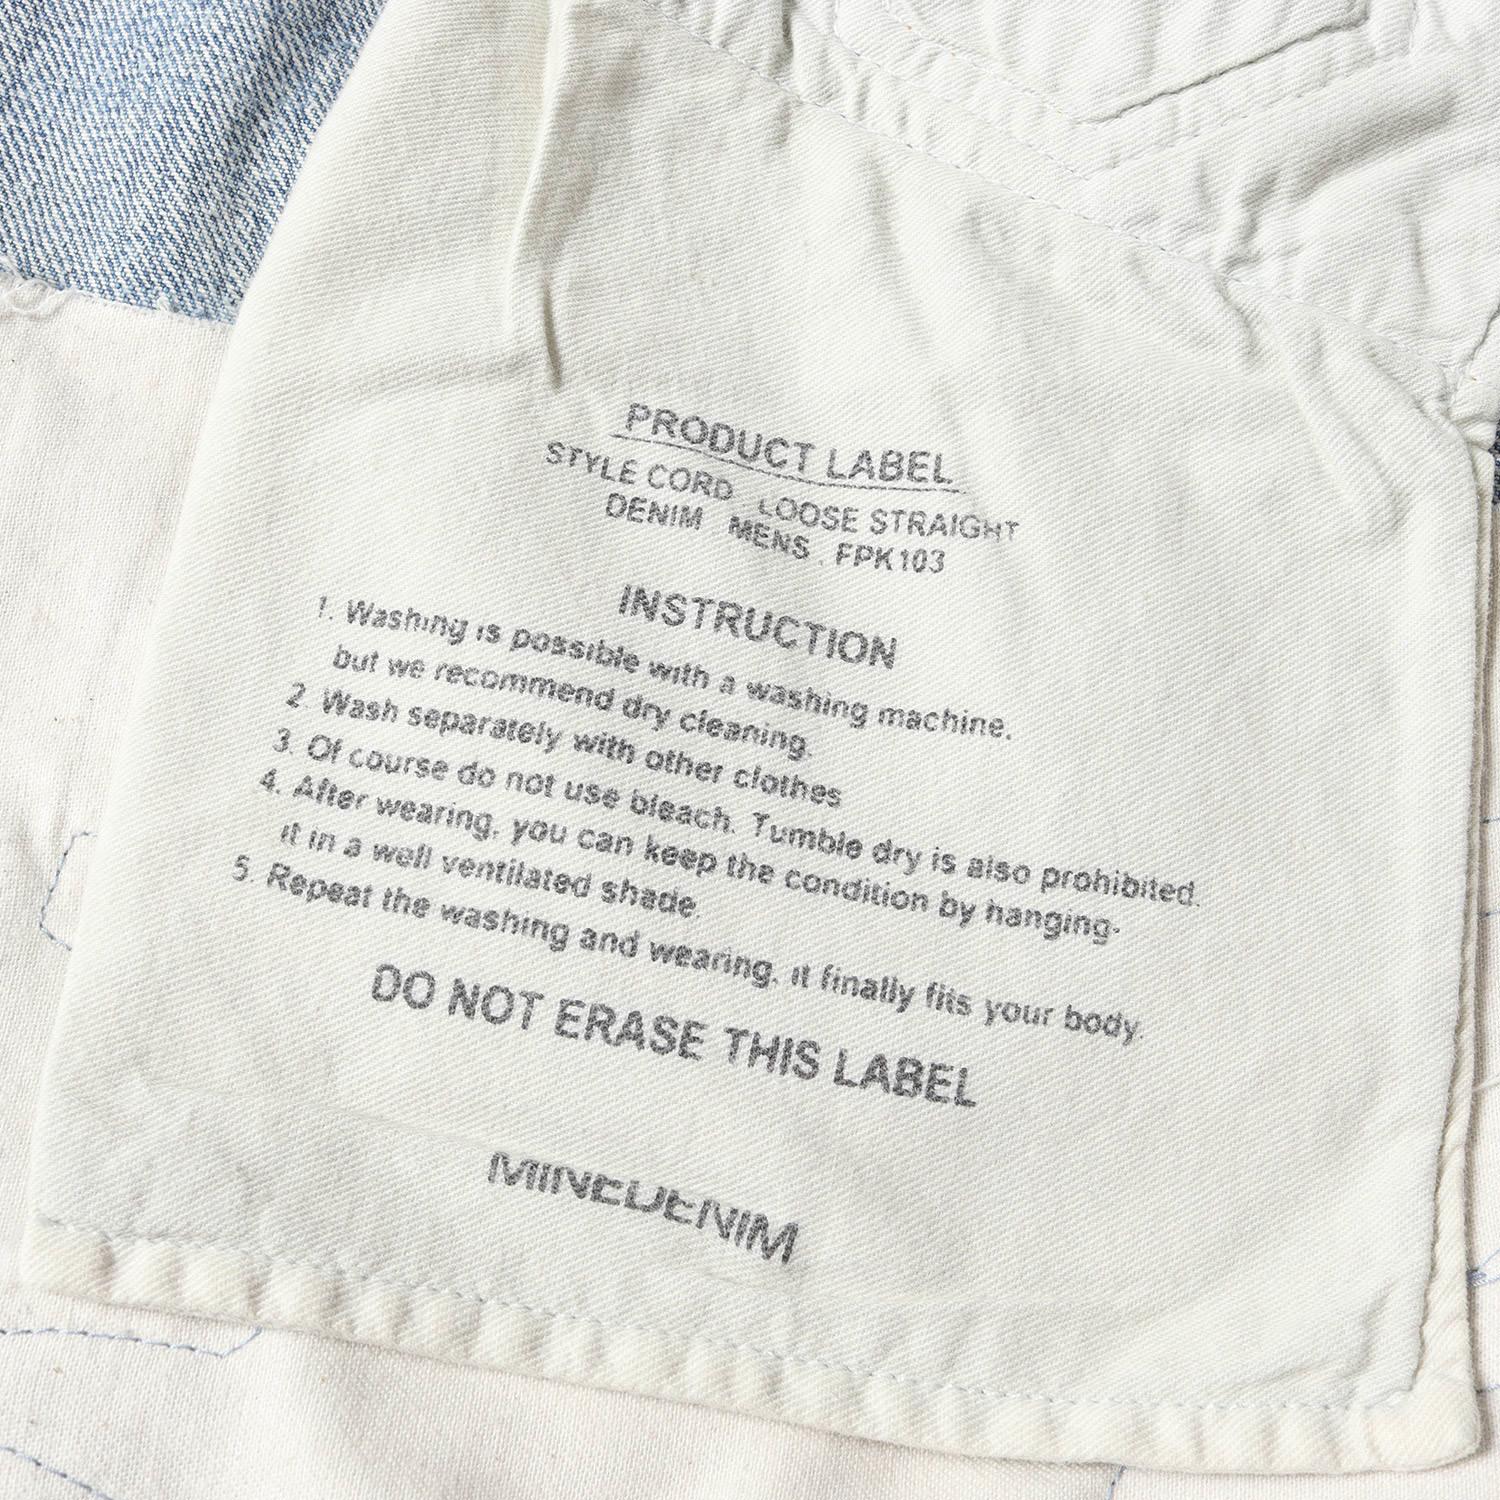 PRODUCT LABEL
STYLE CORD LOOSE STRAIGHT
DENIM MENS . FPK103
INSTRUCTION
1. Washing is possible with a washing machine.
but we recommend dry cleaning.
2. Wash separately with other clothes
3. Of course do not use bleach. Tumble dry is also prohibited.
4. After wearing, you can keep the condition by hanging-
it in a well ventilated shade.
5. Repeat the washing and wearing, it finally fits your body.
DO NOT ERASE THIS LABEL
MINEDENIM